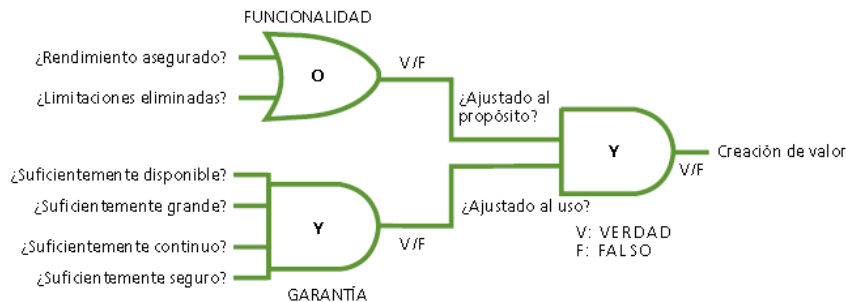 FUNCIONALIDAD
¿Rendimiento asegurado?
¿Limitaciones eliminadas?
O
V/F
¿Ajustado al
propósito?
¿Suficientemente disponible?
¿Suficientemente grande?
¿Suficientemente continuo?
¿Suficientemente seguro?
Y
V/F
GARANTÍA
¿Ajustado al uso?
Y
V/F
Creación de valor
V: VERDAD
F: FALSO